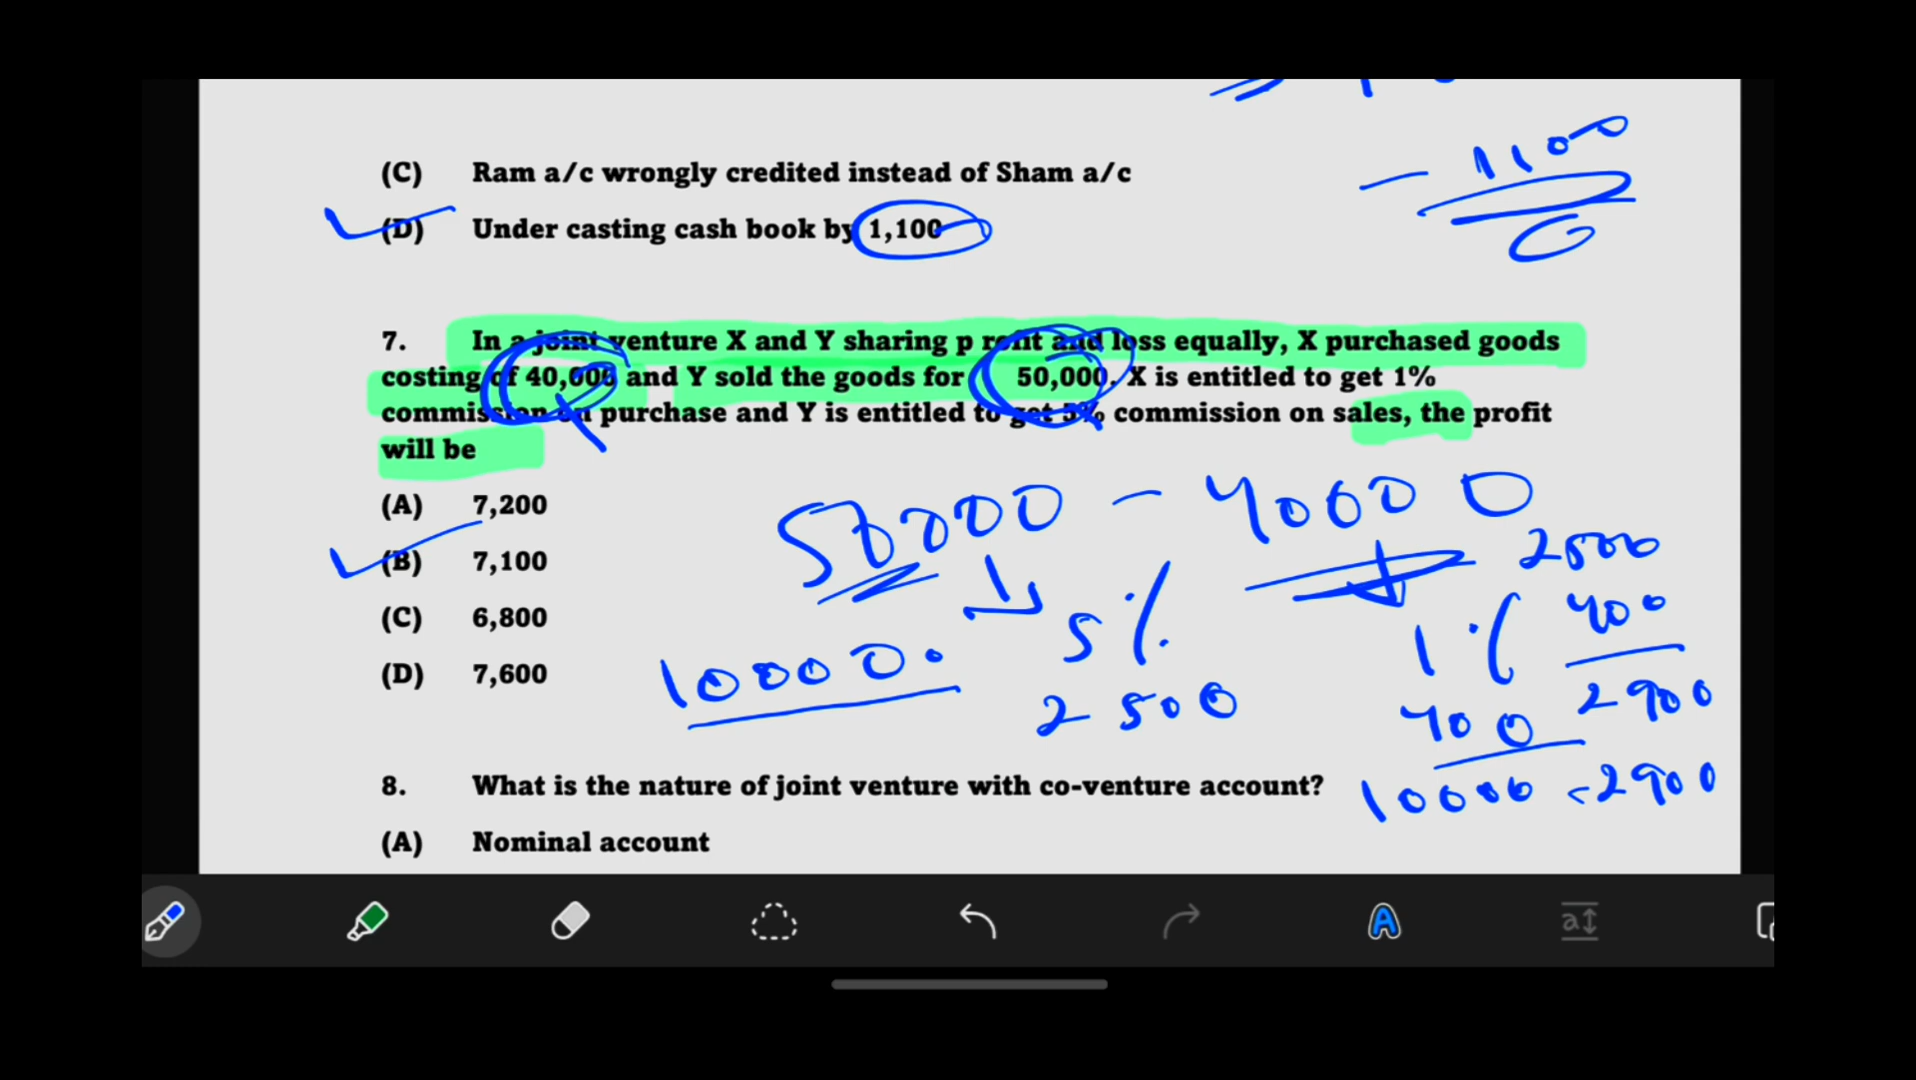 - 1100
0
(C) Ram a/c wrongly credited instead of Sham a/c
(D) Under casting cash book by 1,100
7. In a joint venture X and Y sharing p rofit and loss equally, X purchased goods
costing of 40,000 and Y sold the goods for 50,000. X is entitled to get 1%
commission on purchase and Y is entitled to get 5% commission on sales, the profit
will be
(A) 7,200
50000 - 40000
2500
(B) 7,100
5%
1%
400
(C) 6,800
10000
2500
2900
(D) 7,600
400
10000 - 2900
8. What is the nature of joint venture with co-venture account?
(A) Nominal account
A
a